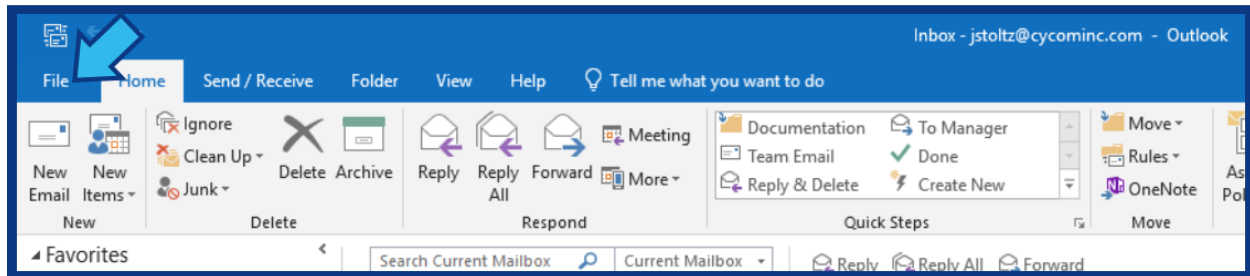 Inbox - jstoltz@cycominc.com - Outlook
File Home Send / Receive Folder View Help Tell me what you want to do
Ignore
Clean Up
Junk
New Email
New Items
Delete
Archive
Reply
Reply All
Forward
Meeting
More
Documentation
Team Email
Reply & Delete
To Manager
Done
Create New
Move
Rules
OneNote
New Delete Respond Quick Steps Move
Favorites
Search Current Mailbox Current Mailbox Reply Reply All Forward